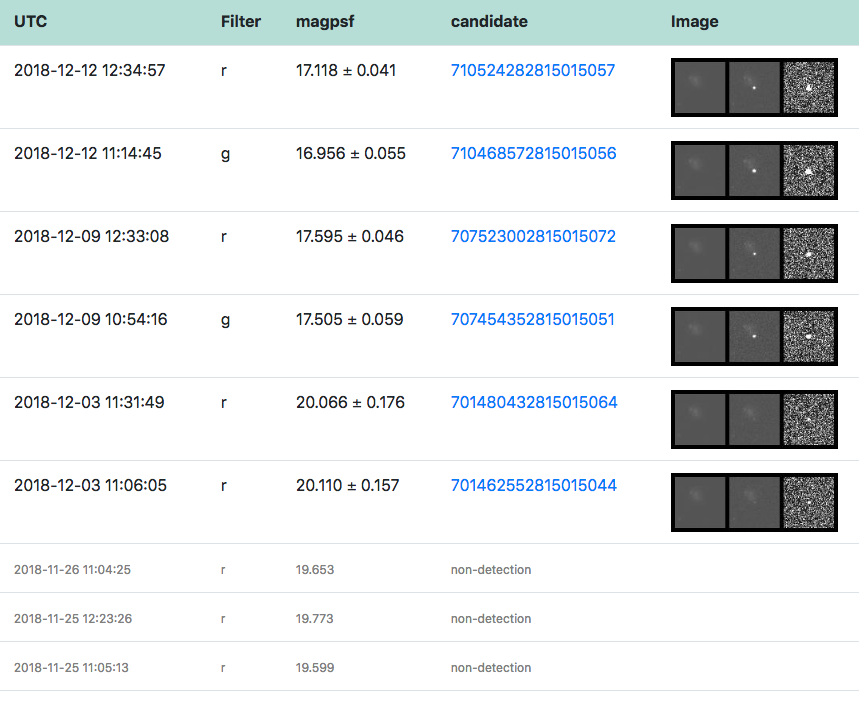 UTC Filter magpsf candidate Image
2018-12-12 12:34:57 r 17.118 ± 0.041 710524282815015057
2018-12-12 11:14:45 g 16.956 ± 0.055 710468572815015056
2018-12-09 12:33:08 r 17.595 ± 0.046 707523002815015072
2018-12-09 10:54:16 g 17.505 ± 0.059 707454352815015051
2018-12-03 11:31:49 r 20.066 ± 0.176 701480432815015064
2018-12-03 11:06:05 r 20.110 ± 0.157 701462552815015044
2018-11-26 11:04:25 r 19.653 non-detection
2018-11-25 12:23:26 r 19.773 non-detection
2018-11-25 11:05:13 r 19.599 non-detection